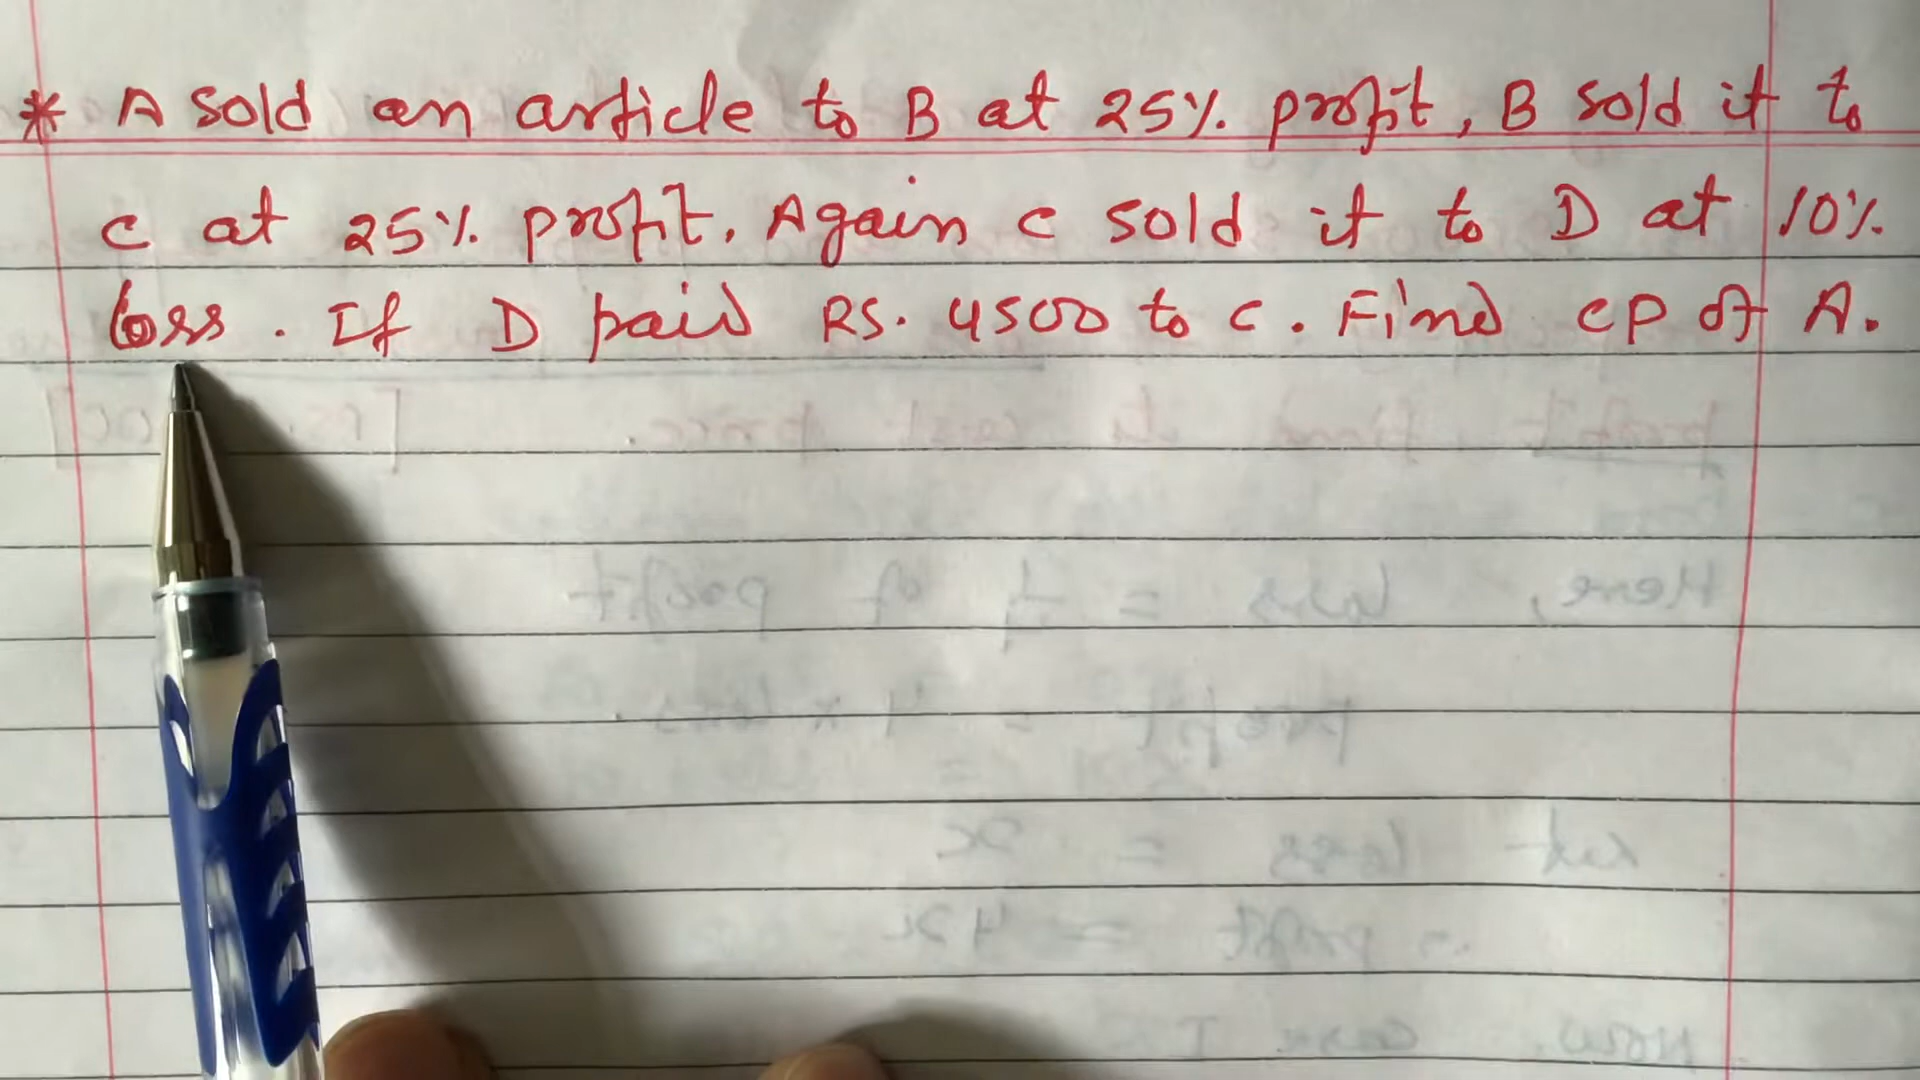 * A sold an article to B at 25% profit, B sold it to
C at 25% profit. Again C sold it to D at 10%
loss. If D paid RS. 4500 to C. Find CP of A.